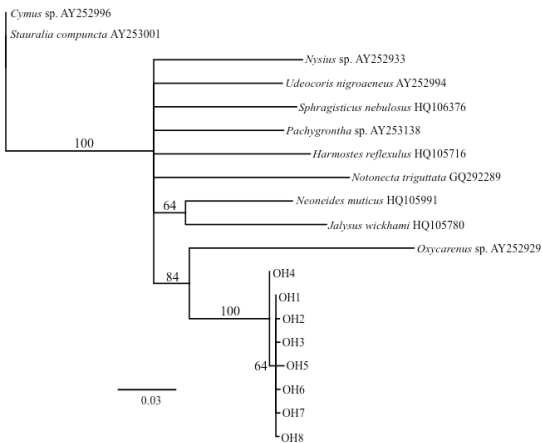 Cymus sp. AY252996
Stauralia compuncta AY253001
Nysius sp. AY252933
Udeocoris nigroaeneus AY252994
Sphragisticus nebulosus HQ106376
Pachygrontha sp. AY253138
100
Harmostes reflexulus HQ105716
Notonecta triguttata GQ292289
Neoneides muticus HQ105991
64
Jalysus wickhami HQ105780
Oxycarenus sp. AY252929
84
OH4
OH1
100
OH2
OH3
64
OH5
OH6
0.03
OH7
OH8